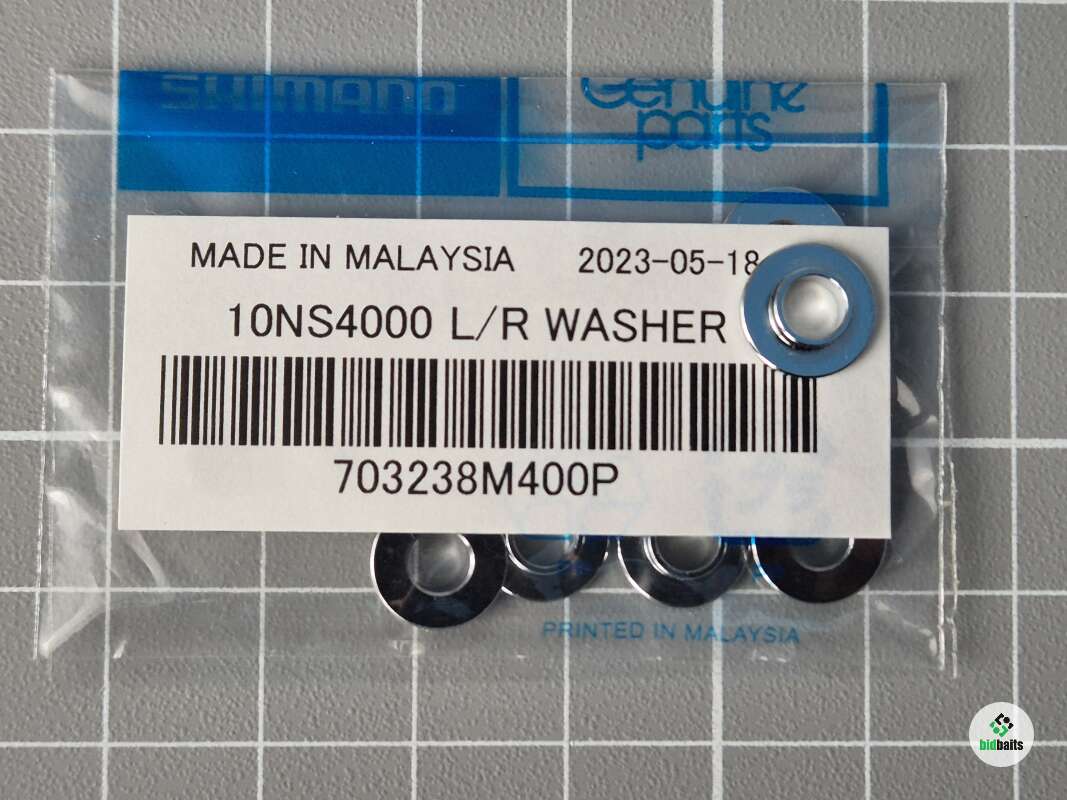 SHIMANO
Genuine
parts
MADE IN MALAYSIA 2023-05-18
10NS4000 L/R WASHER
703238M400P
PRINTED IN MALAYSIA
bidbaits